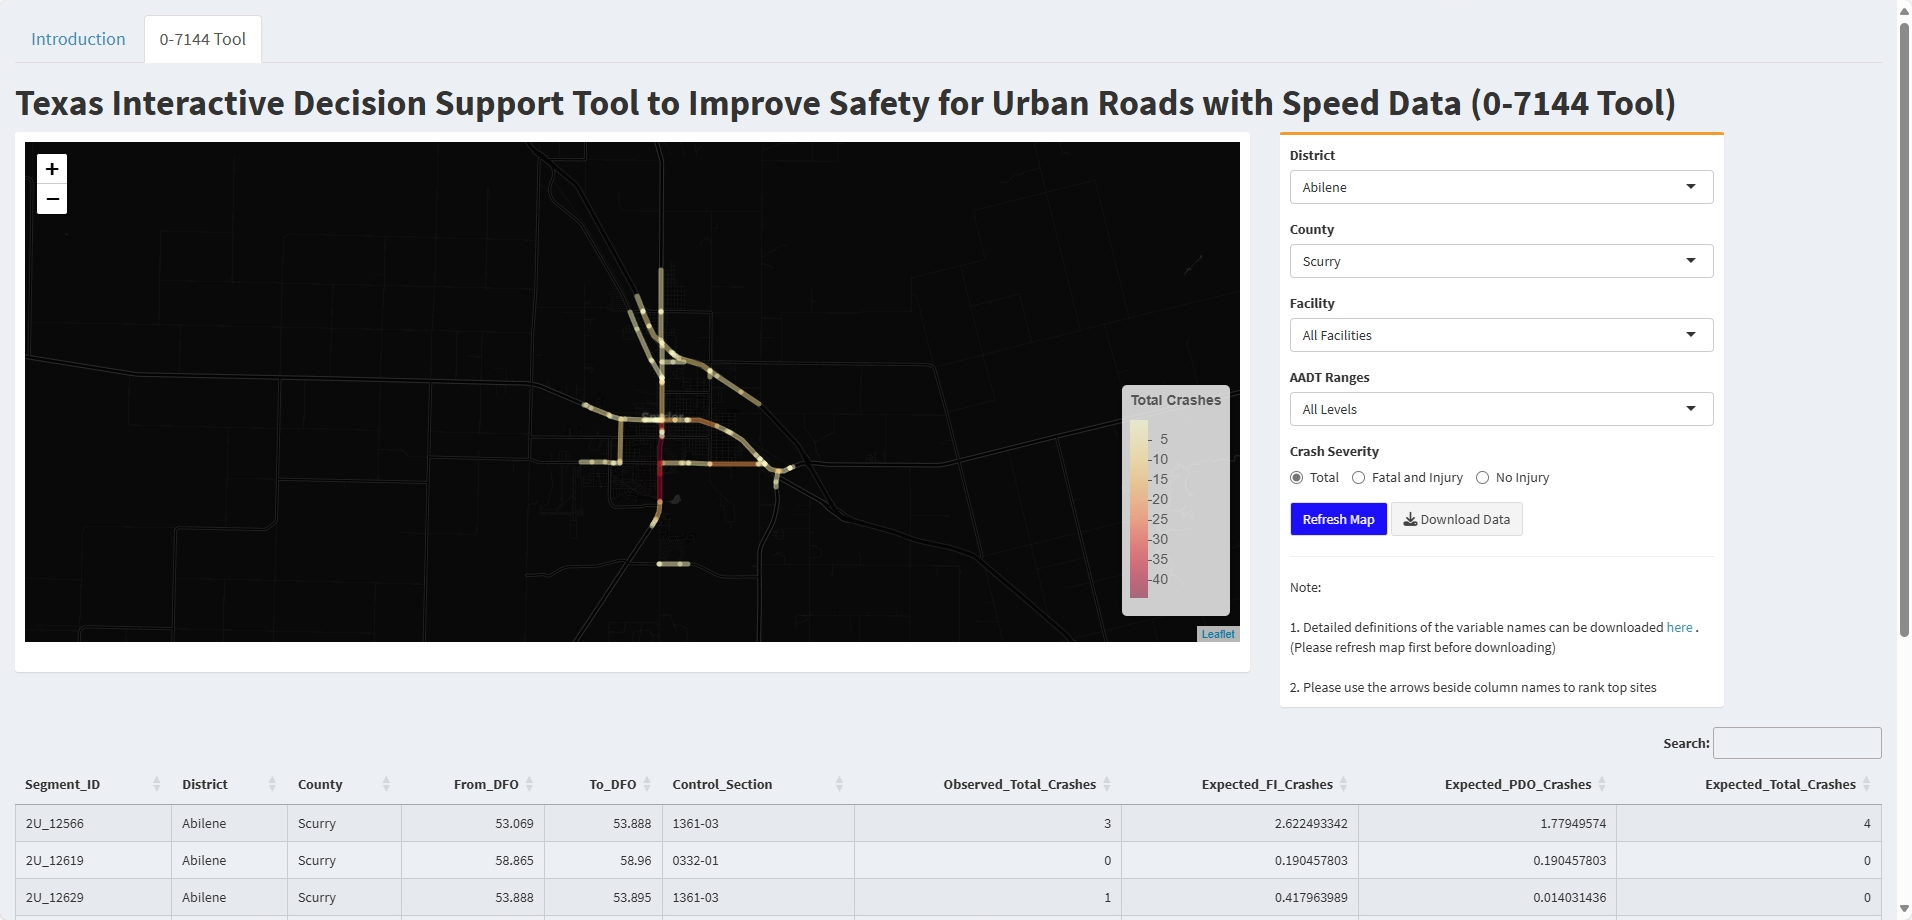 Introduction
0-7144 Tool
Texas Interactive Decision Support Tool to Improve Safety for Urban Roads with Speed Data (0-7144 Tool)
+
−
Snyder
Total Crashes
5
10
15
20
25
30
35
40
Leaflet
District
Abilene
County
Scurry
Facility
All Facilities
AADT Ranges
All Levels
Crash Severity
Total Fatal and Injury No Injury
Refresh Map Download Data
Note:
1. Detailed definitions of the variable names can be downloaded here .
(Please refresh map first before downloading)
2. Please use the arrows beside column names to rank top sites
Search:
Segment_ID District County From_DFO To_DFO Control_Section Observed_Total_Crashes Expected_FI_Crashes Expected_PDO_Crashes Expected_Total_Crashes
2U_12566 Abilene Scurry 53.069 53.888 1361-03 3 2.622493342 1.77949574 4
2U_12619 Abilene Scurry 58.865 58.96 0332-01 0 0.190457803 0.190457803 0
2U_12629 Abilene Scurry 53.888 53.895 1361-03 1 0.417963989 0.014031436 0